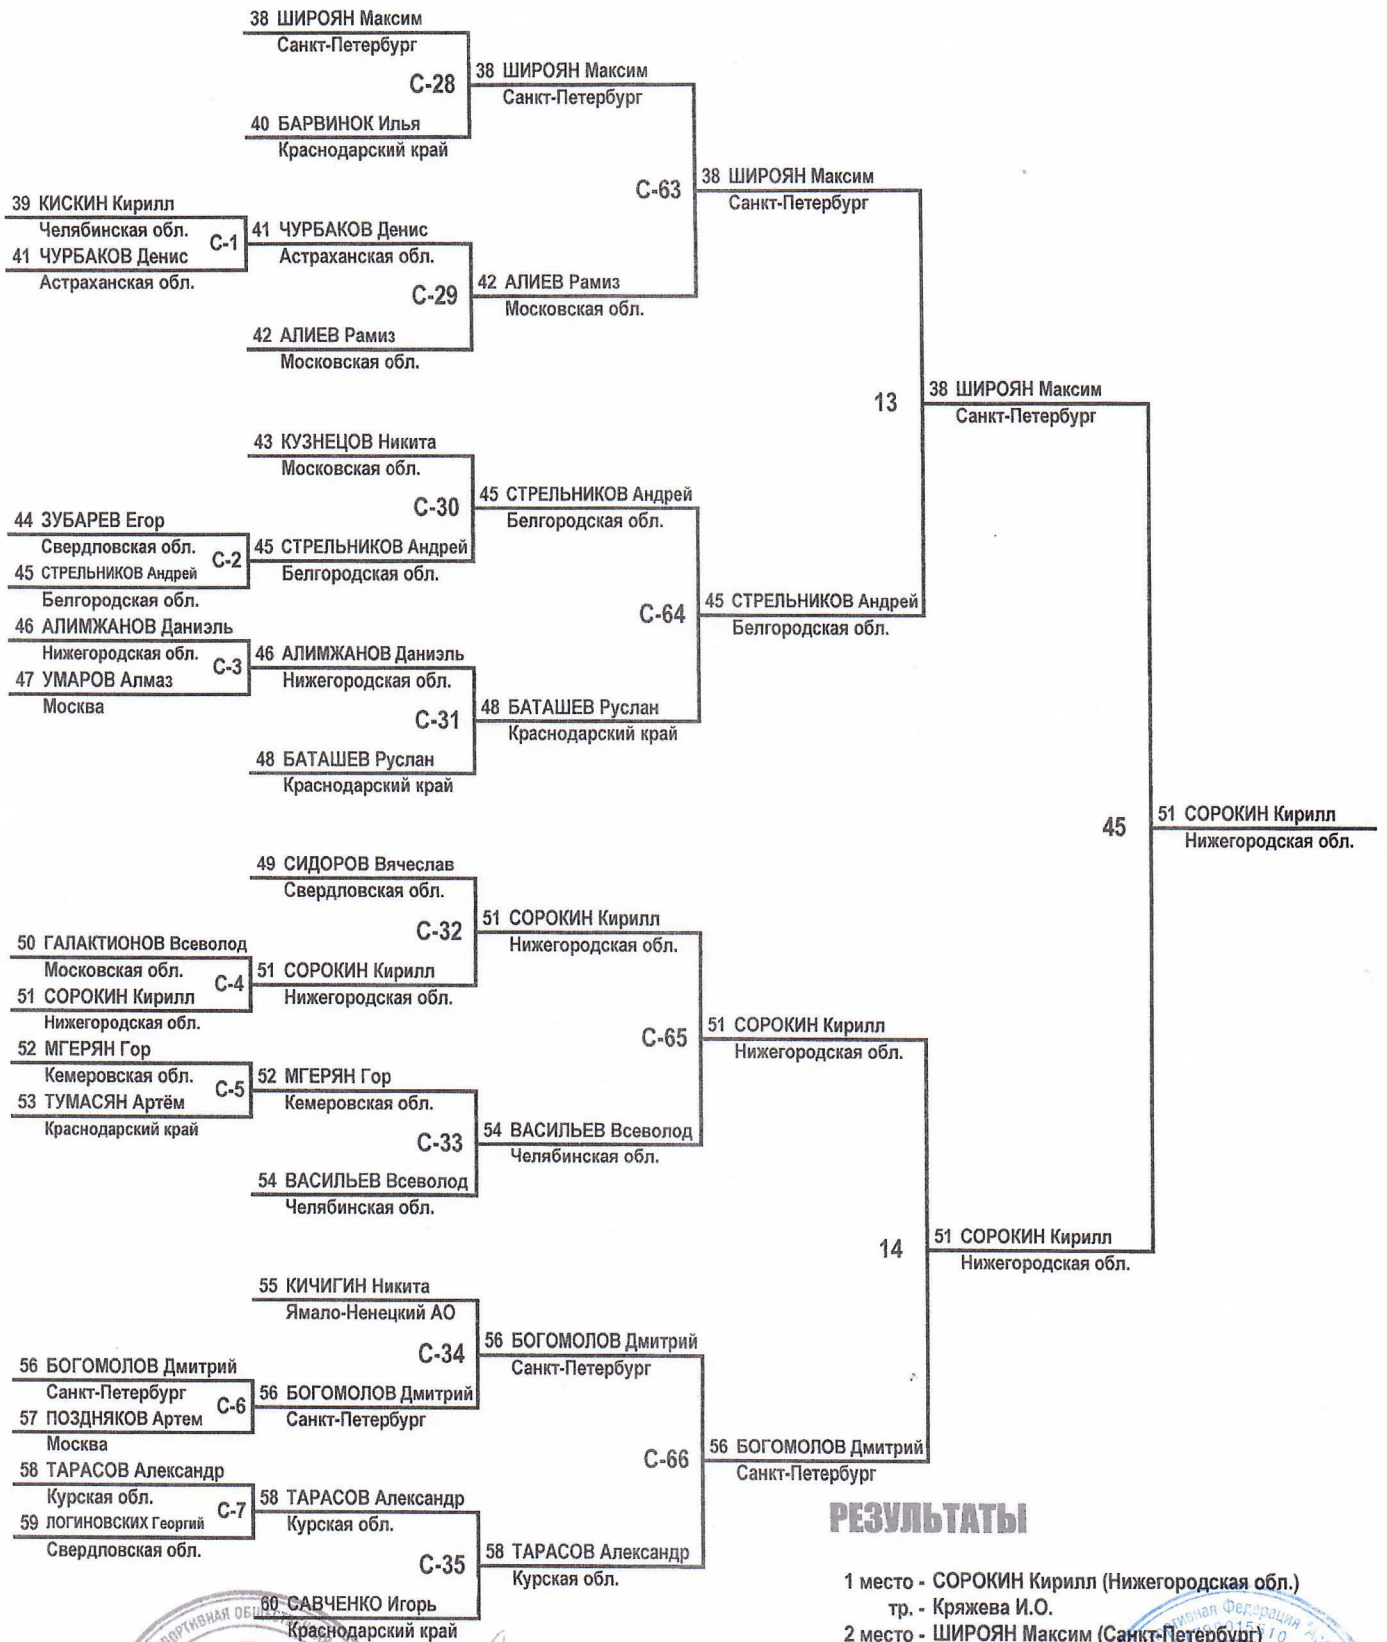 38 ШИРОЯН Максим
Санкт-Петербург
С-28
38 ШИРОЯН Максим
Санкт-Петербург
40 БАРВИНОК Илья
Краснодарский край
С-63
38 ШИРОЯН Максим
Санкт-Петербург
39 КИСКИН Кирилл
Челябинская обл.
С-1
41 ЧУРБАКОВ Денис
Астраханская обл.
41 ЧУРБАКОВ Денис
Астраханская обл.
С-29
42 АЛИЕВ Рамиз
Московская обл.
42 АЛИЕВ Рамиз
Московская обл.
13
38 ШИРОЯН Максим
Санкт-Петербург
43 КУЗНЕЦОВ Никита
Московская обл.
С-30
45 СТРЕЛЬНИКОВ Андрей
Белгородская обл.
44 ЗУБАРЕВ Егор
Свердловская обл.
С-2
45 СТРЕЛЬНИКОВ Андрей
Белгородская обл.
45 СТРЕЛЬНИКОВ Андрей
Белгородская обл.
С-64
45 СТРЕЛЬНИКОВ Андрей
Белгородская обл.
46 АЛИМЖАНОВ Даниэль
Нижегородская обл.
С-3
47 УМАРОВ Алмаз
Москва
46 АЛИМЖАНОВ Даниэль
Нижегородская обл.
С-31
48 БАТАШЕВ Руслан
Краснодарский край
48 БАТАШЕВ Руслан
Краснодарский край
45
51 СОРОКИН Кирилл
Нижегородская обл.
49 СИДОРОВ Вячеслав
Свердловская обл.
С-32
51 СОРОКИН Кирилл
Нижегородская обл.
50 ГАЛАКТИОНОВ Всеволод
Московская обл.
С-4
51 СОРОКИН Кирилл
Нижегородская обл.
51 СОРОКИН Кирилл
Нижегородская обл.
С-65
51 СОРОКИН Кирилл
Нижегородская обл.
52 МГЕРЯН Гор
Кемеровская обл.
С-5
53 ТУМАСЯН Артём
Краснодарский край
52 МГЕРЯН Гор
Кемеровская обл.
С-33
54 ВАСИЛЬЕВ Всеволод
Челябинская обл.
54 ВАСИЛЬЕВ Всеволод
Челябинская обл.
14
51 СОРОКИН Кирилл
Нижегородская обл.
55 КИЧИГИН Никита
Ямало-Ненецкий АО
С-34
56 БОГОМОЛОВ Дмитрий
Санкт-Петербург
56 БОГОМОЛОВ Дмитрий
Санкт-Петербург
С-6
57 ПОЗДНЯКОВ Артем
Москва
56 БОГОМОЛОВ Дмитрий
Санкт-Петербург
С-66
56 БОГОМОЛОВ Дмитрий
Санкт-Петербург
58 ТАРАСОВ Александр
Курская обл.
С-7
59 ЛОГИНОВСКИХ Георгий
Свердловская обл.
58 ТАРАСОВ Александр
Курская обл.
С-35
58 ТАРАСОВ Александр
Курская обл.
60 САВЧЕНКО Игорь
Краснодарский край
РЕЗУЛЬТАТЫ
1 место - СОРОКИН Кирилл (Нижегородская обл.)
тр. - Кряжева И.О.
2 место - ШИРОЯН Максим (Санкт-Петербург)